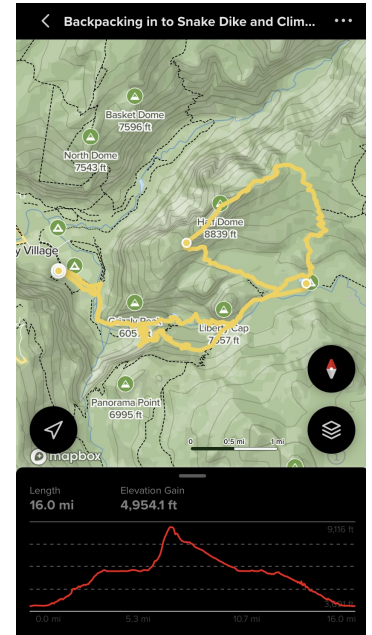 Backpacking in to Snake Dike and Clim...
Basket Dome
7596 ft
North Dome
7543 ft
Half Dome
8839 ft
y Village
Grizzly Peak
Liberty Cap
Panorama Point
6995 ft
0 0.5 mi 1 mi
mapbox
Length
16.0 mi
Elevation Gain
4,954.1 ft
9,116 ft
0.0 mi 5.3 mi 10.7 mi 16.0 mi